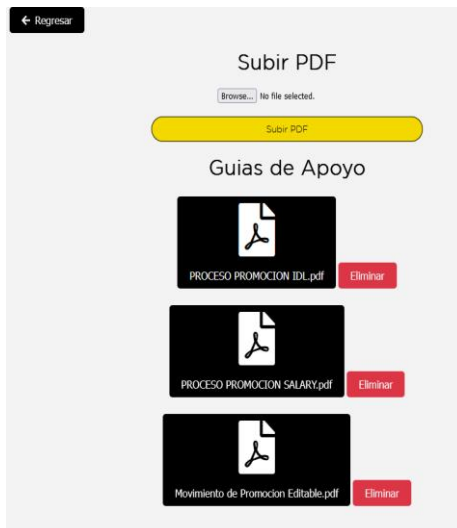 Regresar
Subir PDF
Browse... No file selected.
Subir PDF
Guias de Apoyo
PROCESO PROMOCION IDL.pdf
Eliminar
PROCESO PROMOCION SALARY.pdf
Eliminar
Movimiento de Promocion Editable.pdf
Eliminar